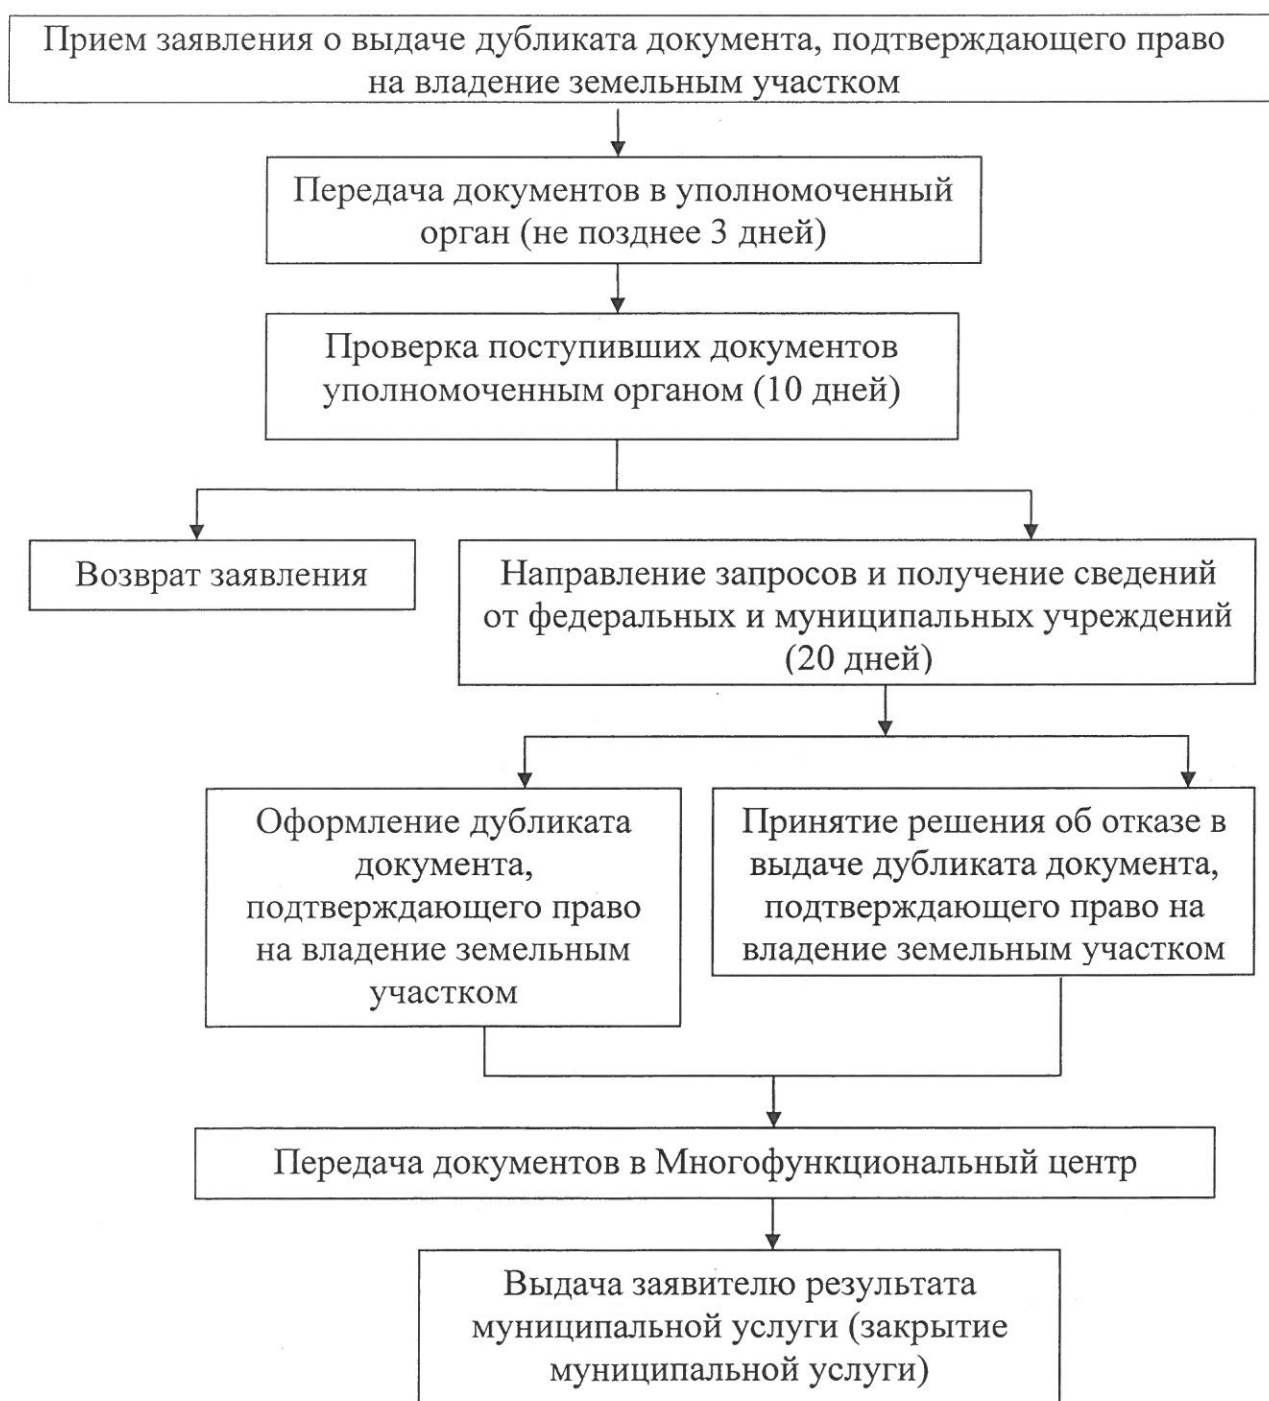 Прием заявления о выдаче дубликата документа, подтверждающего право
на владение земельным участком
Передача документов в уполномоченный
орган (не позднее 3 дней)
Проверка поступивших документов
уполномоченным органом (10 дней)
Возврат заявления
Направление запросов и получение сведений
от федеральных и муниципальных учреждений
(20 дней)
Оформление дубликата
документа,
подтверждающего право
на владение земельным
участком
Принятие решения об отказе в
выдаче дубликата документа,
подтверждающего право на
владение земельным участком
Передача документов в Многофункциональный центр
Выдача заявителю результата
муниципальной услуги (закрытие
муниципальной услуги)